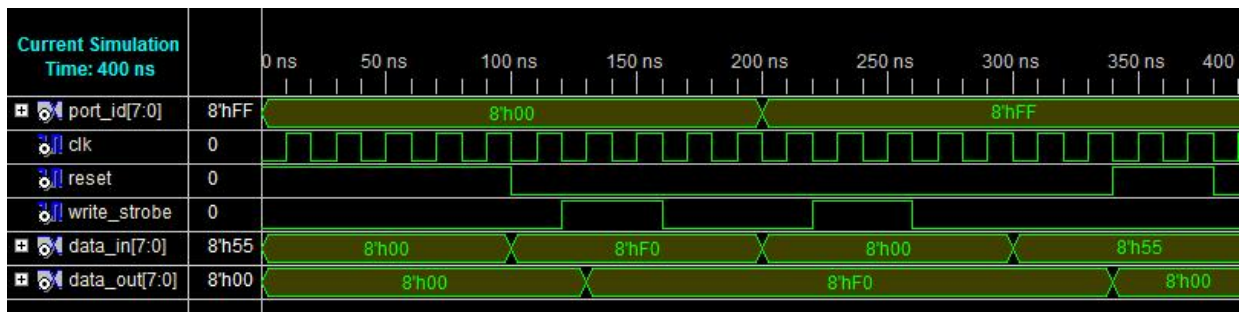 Current Simulation
Time: 400 ns
0 ns 50 ns 100 ns 150 ns 200 ns 250 ns 300 ns 350 ns 400
port_id[7:0] 8'hFF 8'h00 8'hFF
clk 0
reset 0
write_strobe 0
data_in[7:0] 8'h55 8'h00 8'hF0 8'h00 8'h55
data_out[7:0] 8'h00 8'h00 8'hF0 8'h00